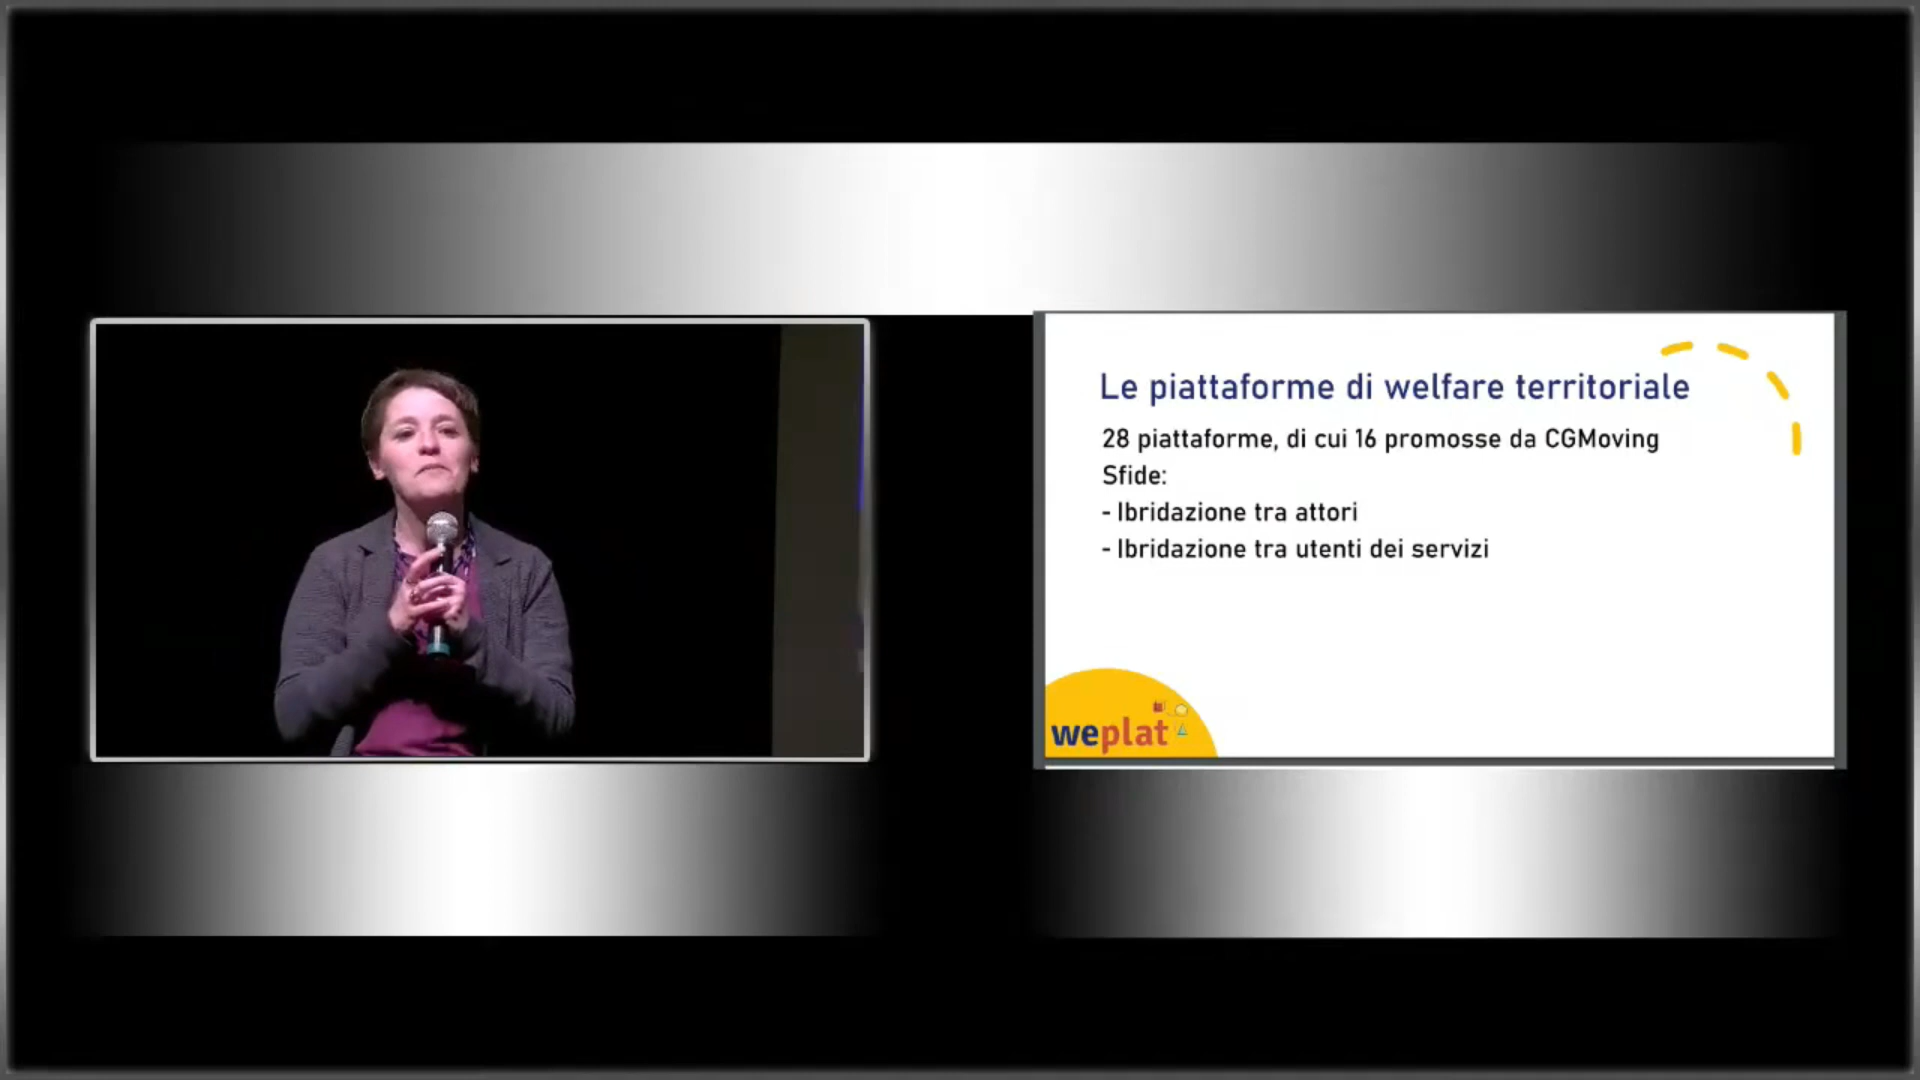 Le piattaforme di welfare territoriale
28 piattaforme, di cui 16 promosse da CGMoving
Sfide:
- Ibridazione tra attori
- Ibridazione tra utenti dei servizi
weplat